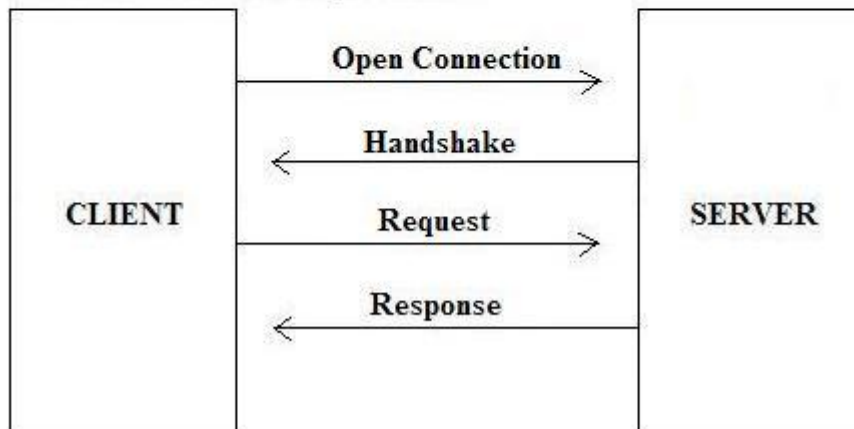 Open Connection
Handshake
CLIENT
SERVER
Request
Response